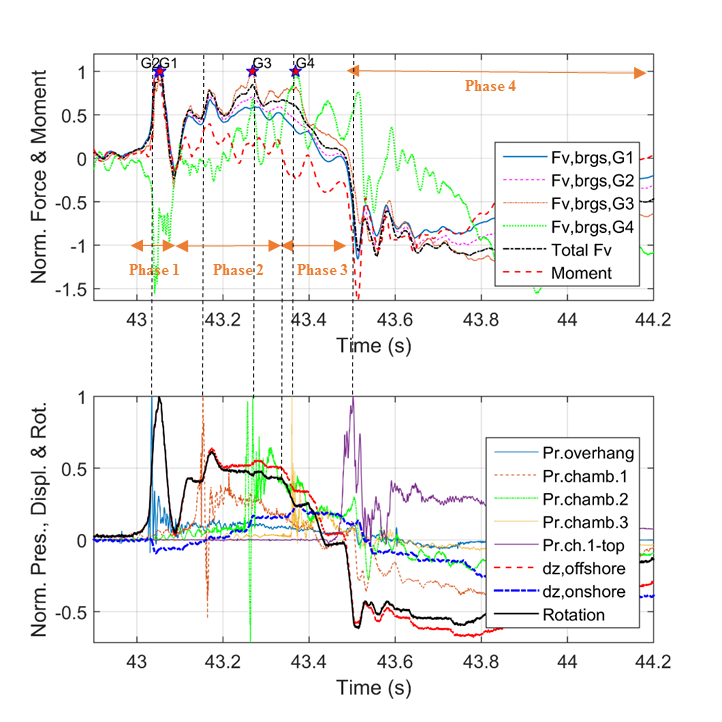 G2G1
G3
G4
Norm. Force & Moment
1
0.5
0
-0.5
-1
-1.5
Phase 4
Phase 1
Phase 2
Phase 3
Fv,brgs,G1
Fv,brgs,G2
Fv,brgs,G3
Fv,brgs,G4
Total Fv
Moment
43
43.2
43.4
43.6
43.8
44
44.2
Time (s)
Norm. Pres., Displ. & Rot.
1
0.5
0
-0.5
Pr.overhang
Pr.chamb.1
Pr.chamb.2
Pr.chamb.3
Pr.ch.1-top
dz,offshore
dz,onshore
Rotation
43
43.2
43.4
43.6
43.8
44
44.2
Time (s)